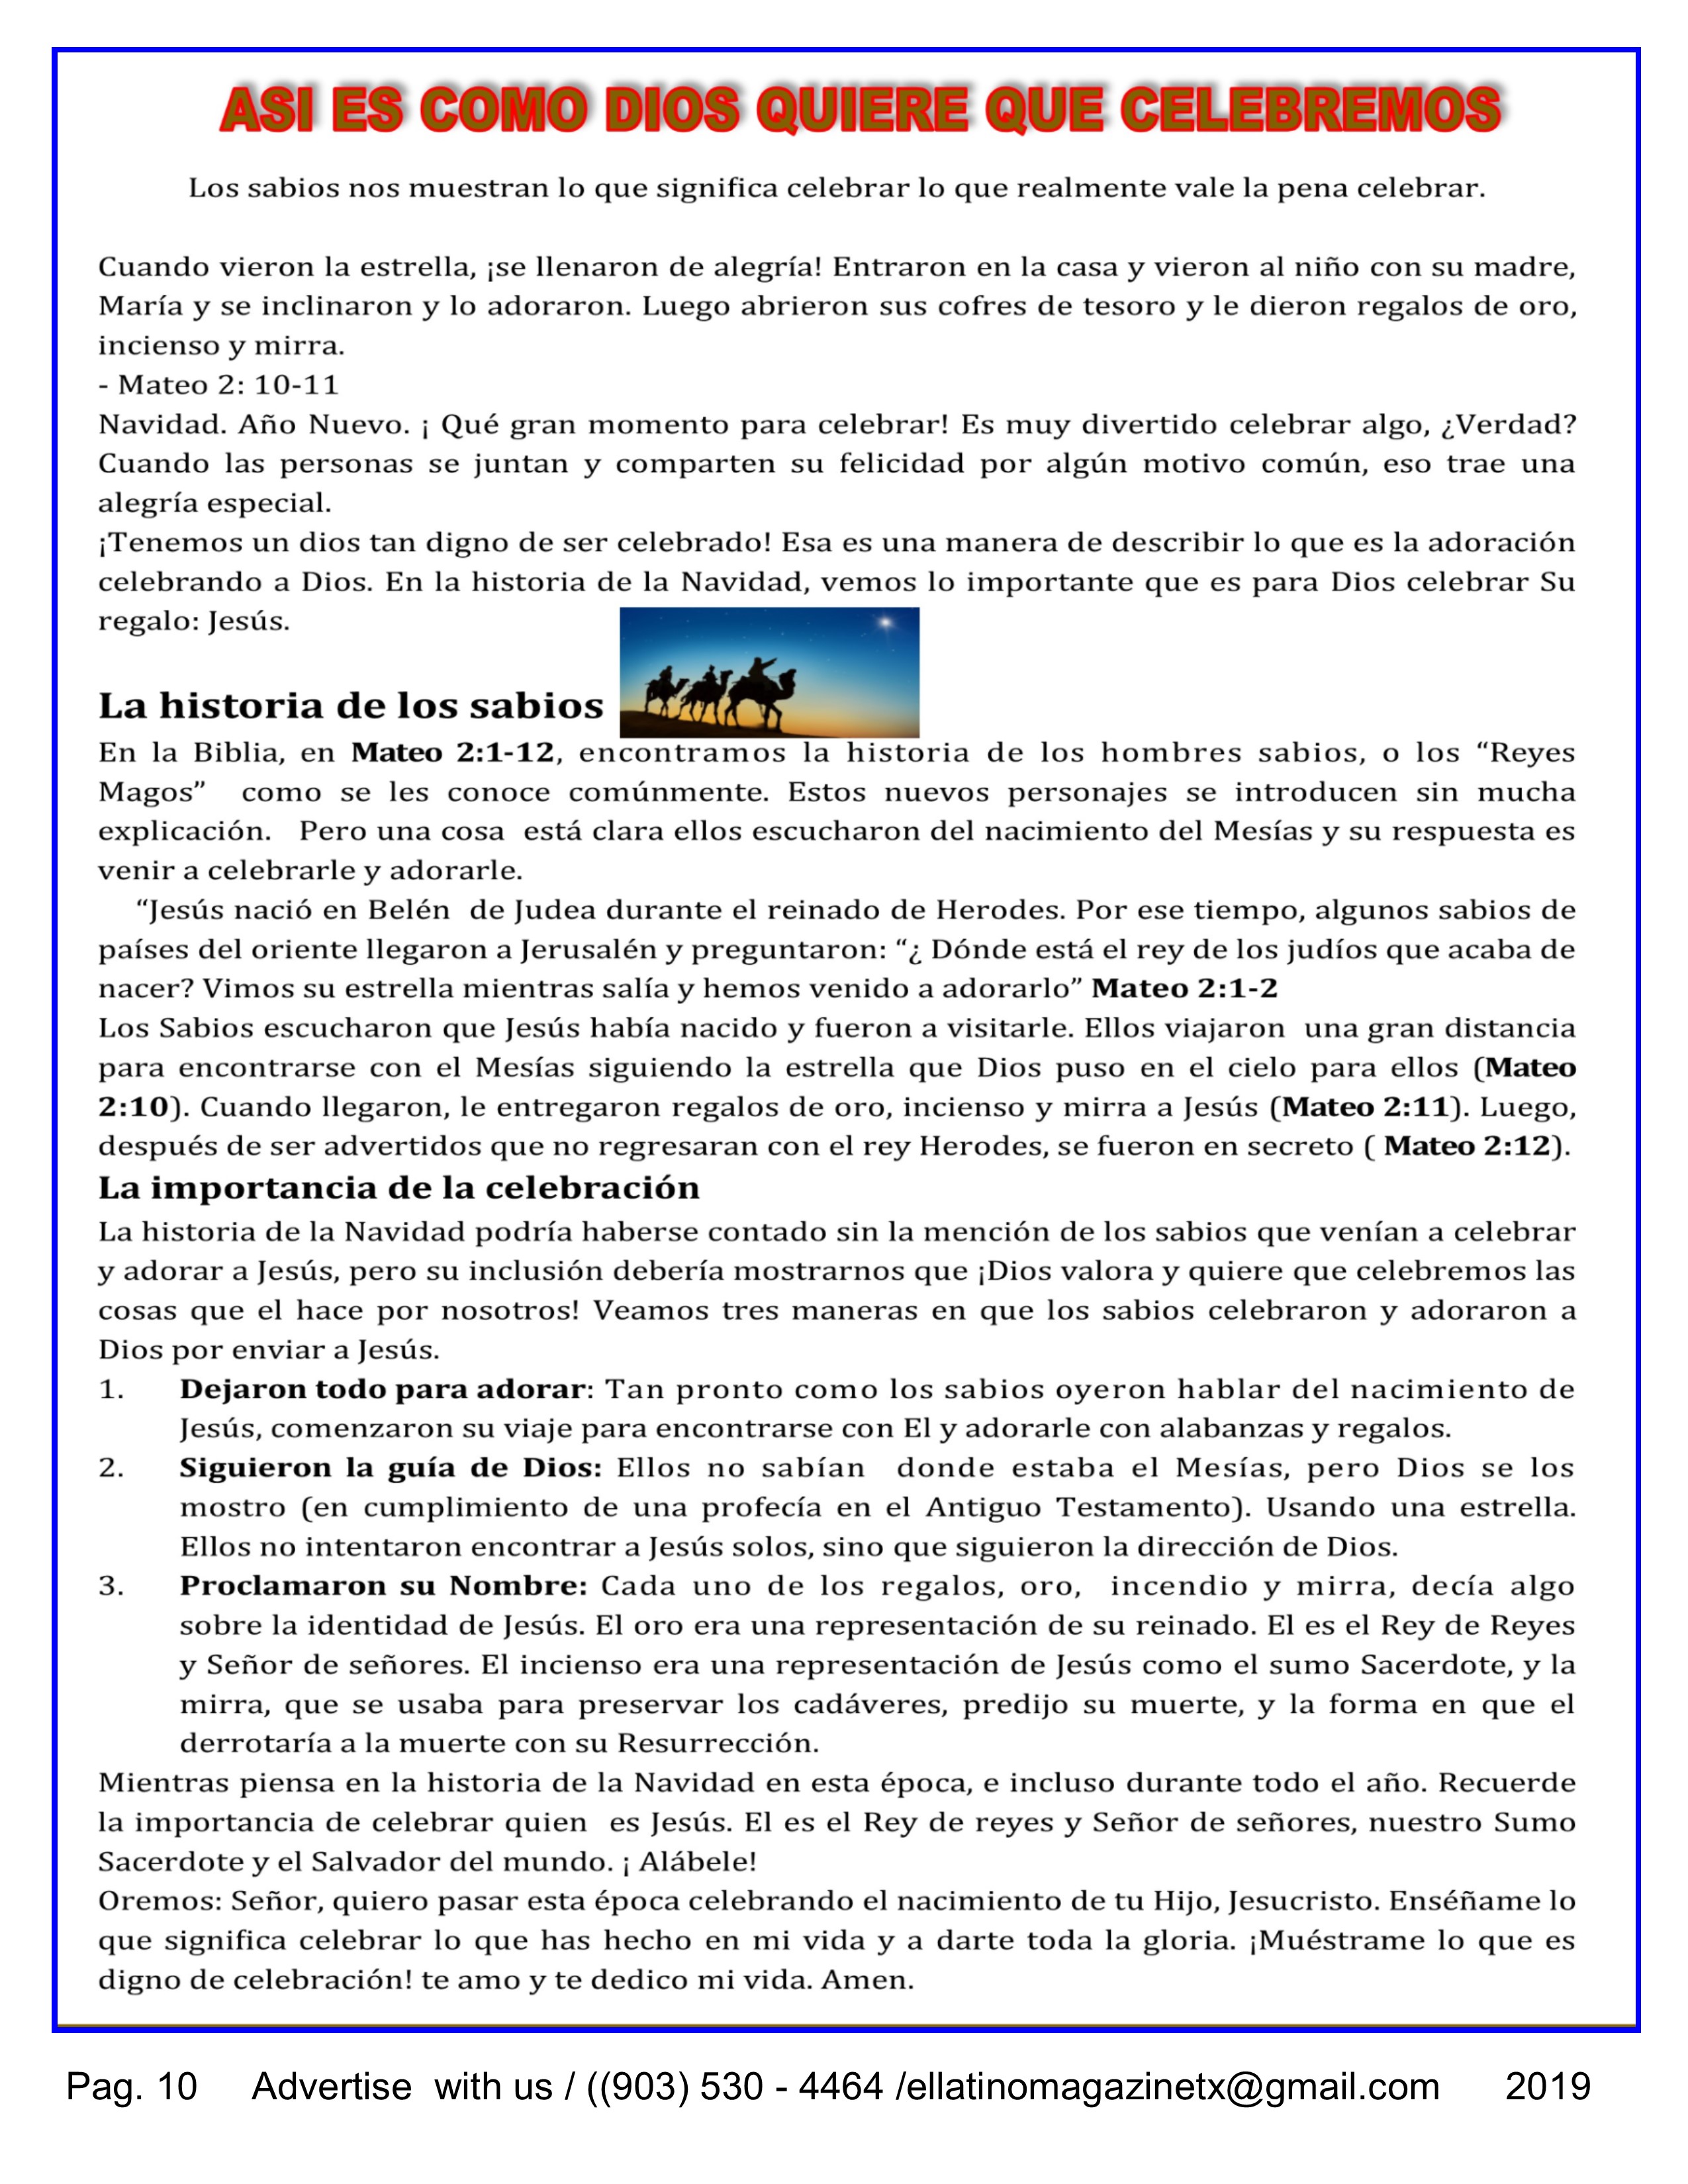 ASI ES COMO DIOS QUIERE QUE CELEBREMOS
Los sabios nos muestran lo que significa celebrar lo que realmente vale la pena celebrar.
Cuando vieron la estrella, ¡se llenaron de alegría! Entraron en la casa y vieron al niño con su madre,
María y se inclinaron y lo adoraron. Luego abrieron sus cofres de tesoro y le dieron regalos de oro,
incienso y mirra.
- Mateo 2: 10-11
Navidad. Año Nuevo. ¡ Qué gran momento para celebrar! Es muy divertido celebrar algo, ¿Verdad?
Cuando las personas se juntan y comparten su felicidad por algún motivo común, eso trae una
alegría especial.
¡Tenemos un dios tan digno de ser celebrado! Esa es una manera de describir lo que es la adoración
celebrando a Dios. En la historia de la Navidad, vemos lo importante que es para Dios celebrar Su
regalo: Jesús.
La historia de los sabios
En la Biblia, en Mateo 2:1-12, encontramos la historia de los hombres sabios, o los “Reyes
Magos” como se les conoce comúnmente. Estos nuevos personajes se introducen sin mucha
explicación. Pero una cosa está clara ellos escucharon del nacimiento del Mesías y su respuesta es
venir a celebrarle y adorarle.
“Jesús nació en Belén de Judea durante el reinado de Herodes. Por ese tiempo, algunos sabios de
países del oriente llegaron a Jerusalén y preguntaron: “¿ Dónde está el rey de los judíos que acaba de
nacer? Vimos su estrella mientras salía y hemos venido a adorarlo” Mateo 2:1-2
Los Sabios escucharon que Jesús había nacido y fueron a visitarle. Ellos viajaron una gran distancia
para encontrarse con el Mesías siguiendo la estrella que Dios puso en el cielo para ellos (Mateo
2:10). Cuando llegaron, le entregaron regalos de oro, incienso y mirra a Jesús (Mateo 2:11). Luego,
después de ser advertidos que no regresaran con el rey Herodes, se fueron en secreto ( Mateo 2:12).
La importancia de la celebración
La historia de la Navidad podría haberse contado sin la mención de los sabios que venían a celebrar
y adorar a Jesús, pero su inclusión debería mostrarnos que ¡Dios valora y quiere que celebremos las
cosas que el hace por nosotros! Veamos tres maneras en que los sabios celebraron y adoraron a
Dios por enviar a Jesús.
1. Dejaron todo para adorar: Tan pronto como los sabios oyeron hablar del nacimiento de
Jesús, comenzaron su viaje para encontrarse con El y adorarle con alabanzas y regalos.
2. Siguieron la guía de Dios: Ellos no sabían donde estaba el Mesías, pero Dios se los
mostro (en cumplimiento de una profecía en el Antiguo Testamento). Usando una estrella.
Ellos no intentaron encontrar a Jesús solos, sino que siguieron la dirección de Dios.
3. Proclamaron su Nombre: Cada uno de los regalos, oro, incendio y mirra, decía algo
sobre la identidad de Jesús. El oro era una representación de su reinado. El es el Rey de Reyes
y Señor de señores. El incienso era una representación de Jesús como el sumo Sacerdote, y la
mirra, que se usaba para preservar los cadáveres, predijo su muerte, y la forma en que el
derrotaría a la muerte con su Resurrección.
Mientras piensa en la historia de la Navidad en esta época, e incluso durante todo el año. Recuerde
la importancia de celebrar quien es Jesús. El es el Rey de reyes y Señor de señores, nuestro Sumo
Sacerdote y el Salvador del mundo. ¡ Alábele!
Oremos: Señor, quiero pasar esta época celebrando el nacimiento de tu Hijo, Jesucristo. Enséñame lo
que significa celebrar lo que has hecho en mi vida y a darte toda la gloria. ¡Muéstrame lo que es
digno de celebración! te amo y te dedico mi vida. Amen.
Pag. 10 Advertise with us / ((903) 530 - 4464 /ellatinomagazinetx@gmail.com 2019